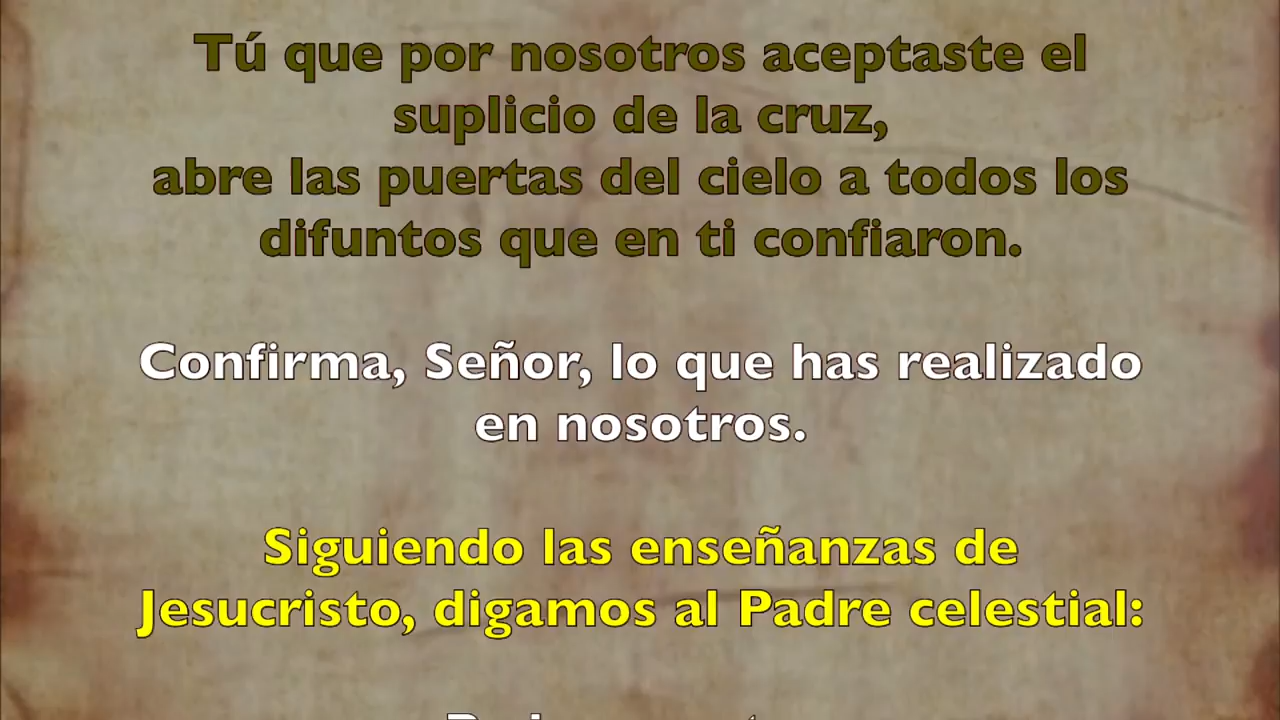 Tú que por nosotros aceptaste el
suplicio de la cruz,
abre las puertas del cielo a todos los
difuntos que en ti confiaron.
Confirma, Señor, lo que has realizado
en nosotros.
Siguiendo las enseñanzas de
Jesucristo, digamos al Padre celestial: